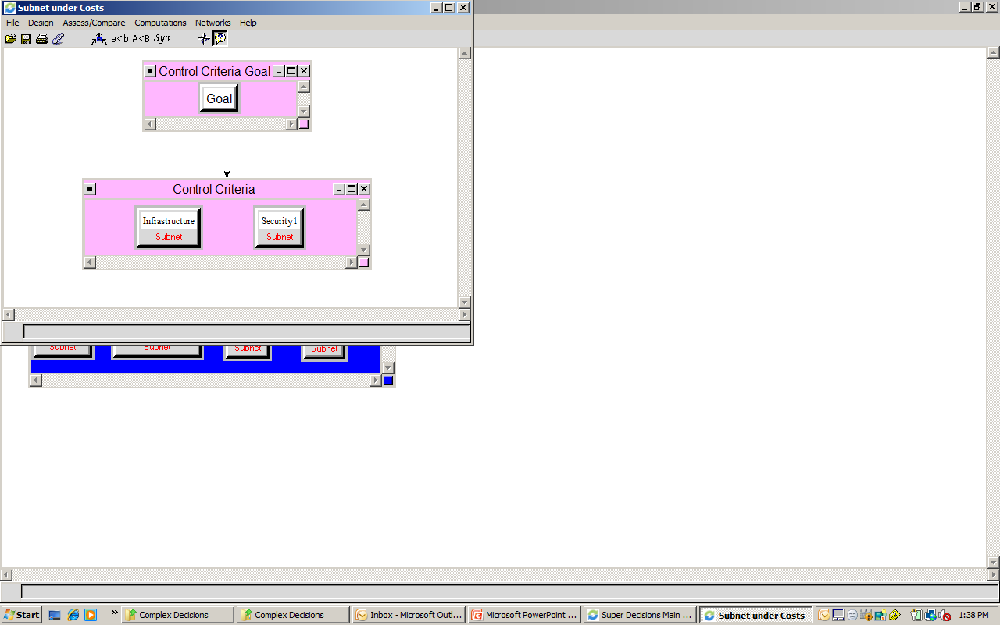 Subnet under Costs
File Design Assess/Compare Computations Networks Help
a<b A<B Syn
Control Criteria Goal
Goal
Control Criteria
Infrastructure Security1
Subnet Subnet
Subnet Subnet Subnet Subnet
Start » Complex Decisions Complex Decisions Inbox - Microsoft Outl... Microsoft PowerPoint ... Super Decisions Main ... Subnet under Costs 1:38 PM